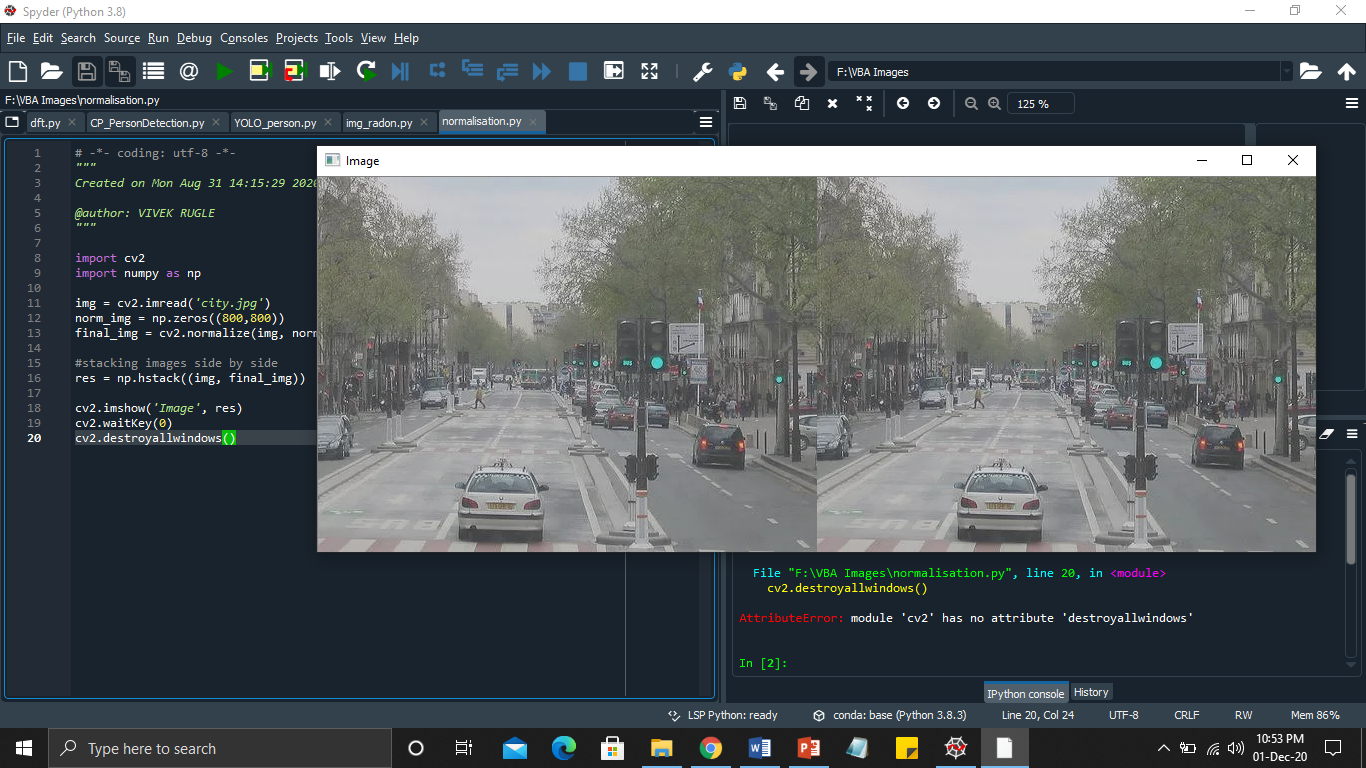 Spyder (Python 3.8)
File Edit Search Source Run Debug Consoles Projects Tools View Help
F:\VBA Images
F:\VBA Images\normalisation.py
dft.py CP_PersonDetection.py YOLO_person.py img_radon.py normalisation.py
125 %
1 # -*- coding: utf-8 -*-
2 """
3 Created on Mon Aug 31 14:15:29 2020
4
5 @author: VIVEK RUGLE
6 """
7
8 import cv2
9 import numpy as np
10
11 img = cv2.imread('city.jpg')
12 norm_img = np.zeros((800,800))
13 final_img = cv2.normalize(img, norm
14
15 #stacking images side by side
16 res = np.hstack((img, final_img))
17
18 cv2.imshow('Image', res)
19 cv2.waitKey(0)
20 cv2.destroyallwindows()
Image
BUS
BUS
File "F:\VBA Images\normalisation.py", line 20, in <module>
cv2.destroyallwindows()
AttributeError: module 'cv2' has no attribute 'destroyallwindows'
In [2]:
IPython console History
LSP Python: ready conda: base (Python 3.8.3) Line 20, Col 24 UTF-8 CRLF RW Mem 86%
Type here to search
10:53 PM
01-Dec-20